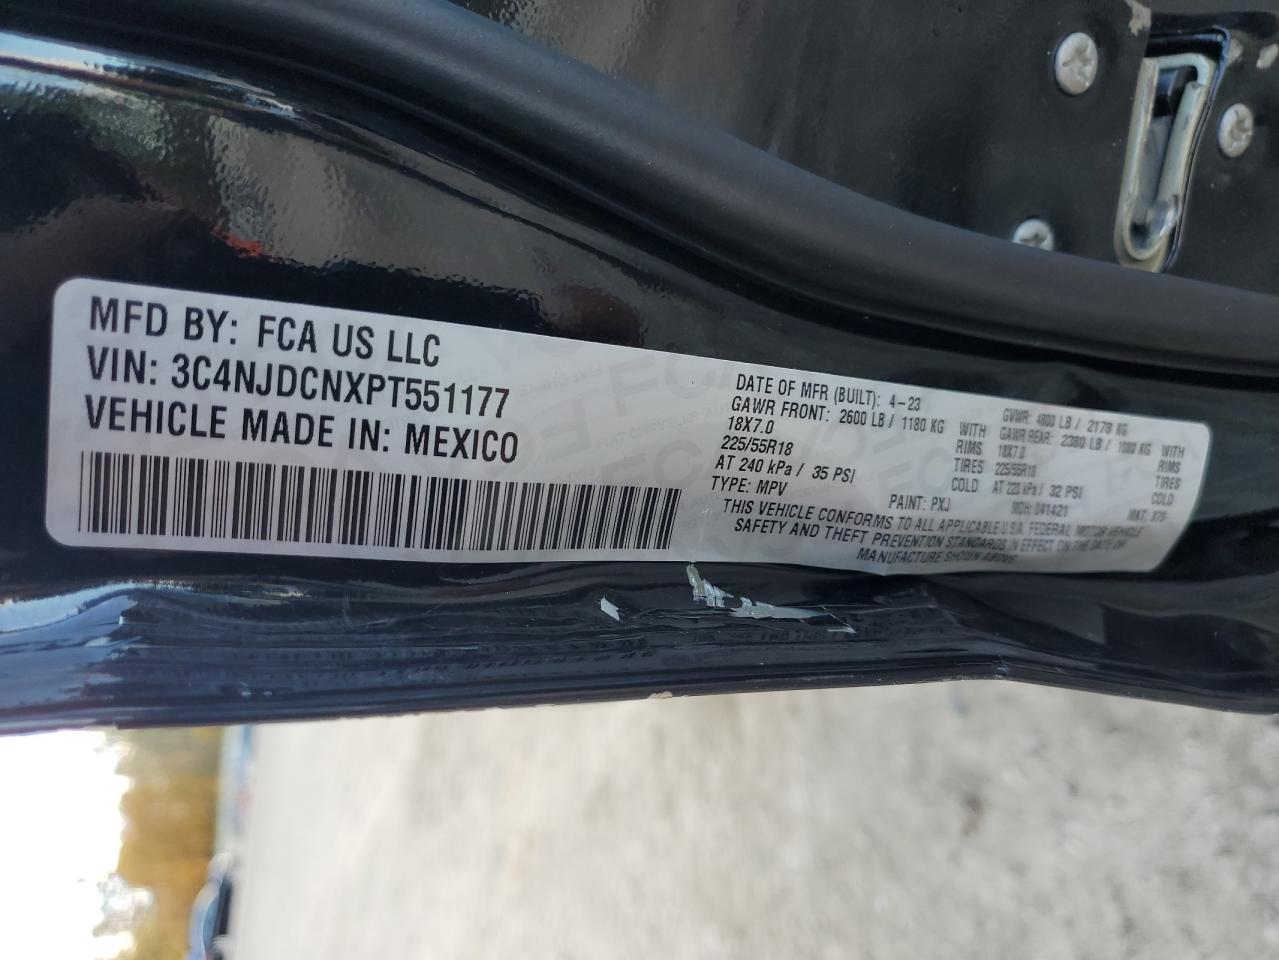 MFD BY: FCA US LLC
VIN: 3C4NJDCNXPT551177
VEHICLE MADE IN: MEXICO
DATE OF MFR (BUILT): 4-23 GVWR: 4800 LB / 2178 KG
GAWR FRONT: 2600 LB / 1180 KG WITH GAWR REAR: 2380 LB / 1080 KG WITH
18X7.0 RIMS 18X7.0 RIMS
225/55R18 TIRES 225/55R18 TIRES
AT 240 kPa / 35 PSI COLD AT 220 kPa / 32 PSI COLD
TYPE: MPV PAINT: PXJ MDH: 041421 MKT:
THIS VEHICLE CONFORMS TO ALL APPLICABLE U.S.A. FEDERAL MOTOR VEHICLE
SAFETY AND THEFT PREVENTION STANDARDS IN EFFECT ON THE DATE OF
MANUFACTURE SHOWN ABOVE